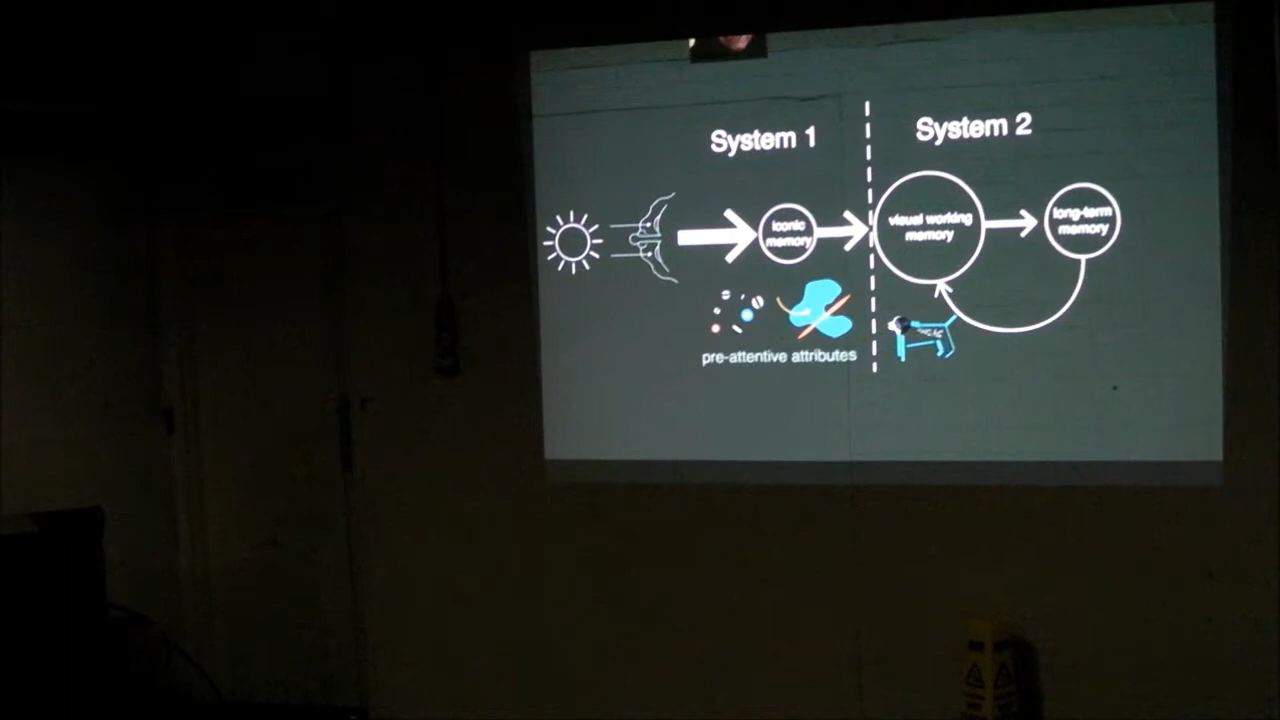 System 1
System 2
iconic
memory
visual working
memory
long-term
memory
pre-attentive attributes